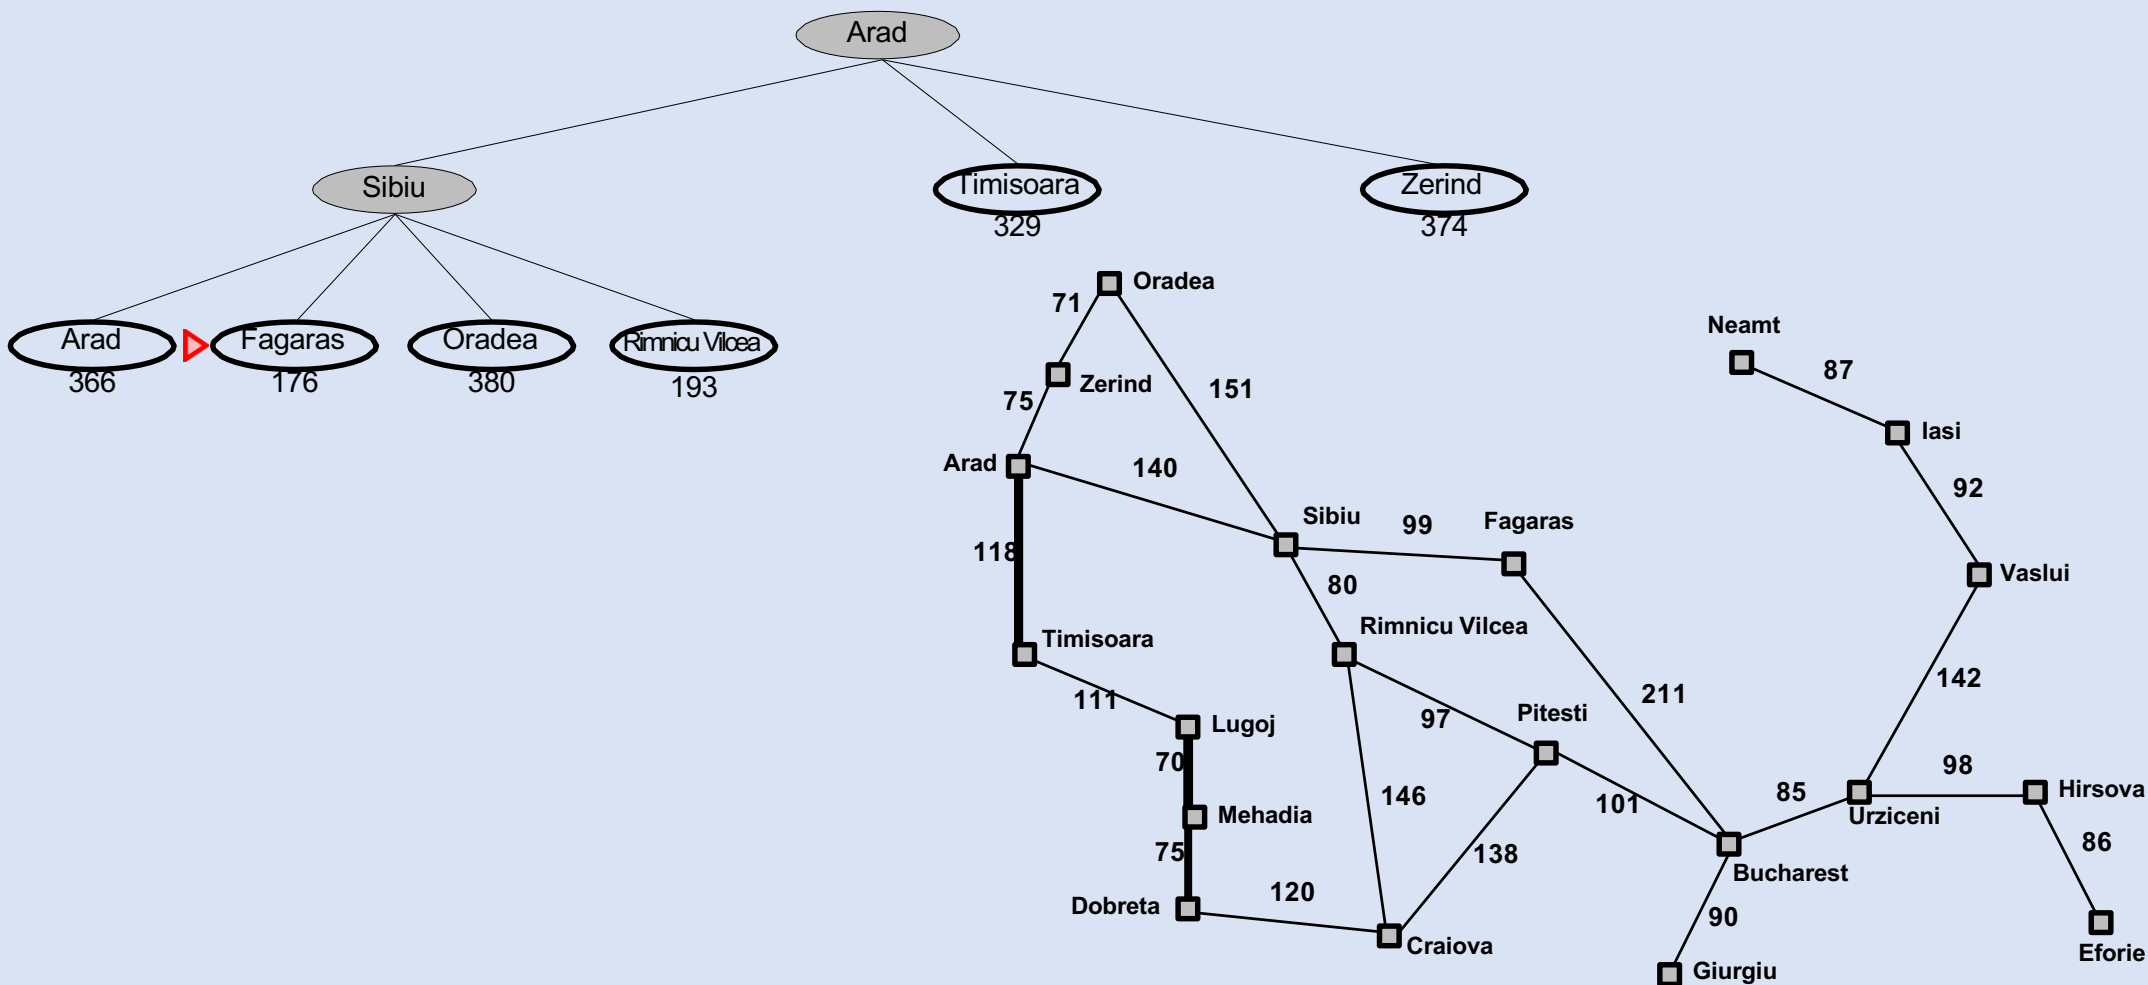 Arad
Sibiu
Timisoara
Zerind
329
374
Arad
Fagaras
Oradea
Rimnicu Vilcea
366
176
380
193
Oradea
71
Neamt
87
Zerind
151
75
Iasi
Arad
140
92
Sibiu
99
Fagaras
118
80
Vaslui
Timisoara
Rimnicu Vilcea
142
111
211
97
Pitesti
Lugoj
70
98
Hirsova
146
101
85
Urziceni
Mehadia
75
138
86
Bucharest
120
Dobreta
90
Craiova
Eforie
Giurgiu